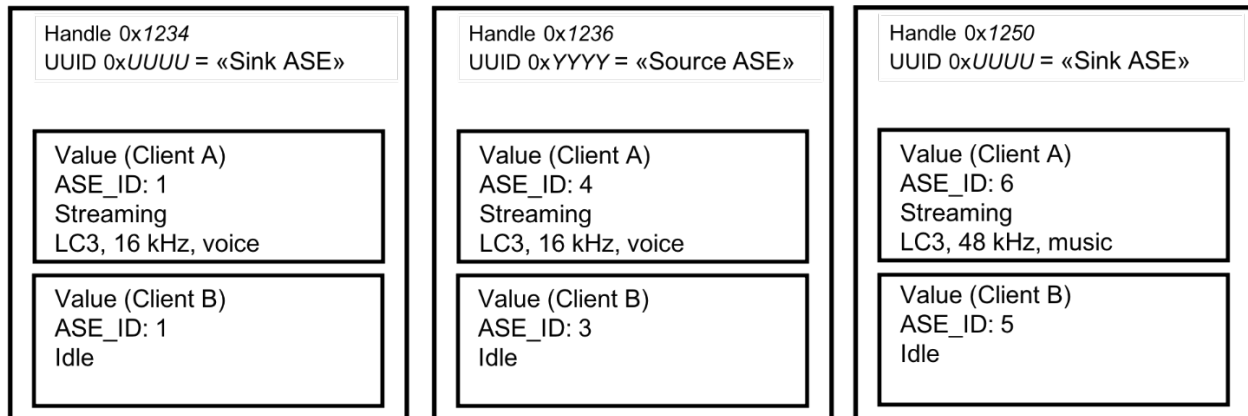 Handle 0x1234
UUID 0xUUUU = «Sink ASE»
Value (Client A)
ASE_ID: 1
Streaming
LC3, 16 kHz, voice
Value (Client B)
ASE_ID: 1
Idle
Handle 0x1236
UUID 0xYYYY = «Source ASE»
Value (Client A)
ASE_ID: 4
Streaming
LC3, 16 kHz, voice
Value (Client B)
ASE_ID: 3
Idle
Handle 0x1250
UUID 0xUUUU = «Sink ASE»
Value (Client A)
ASE_ID: 6
Streaming
LC3, 48 kHz, music
Value (Client B)
ASE_ID: 5
Idle